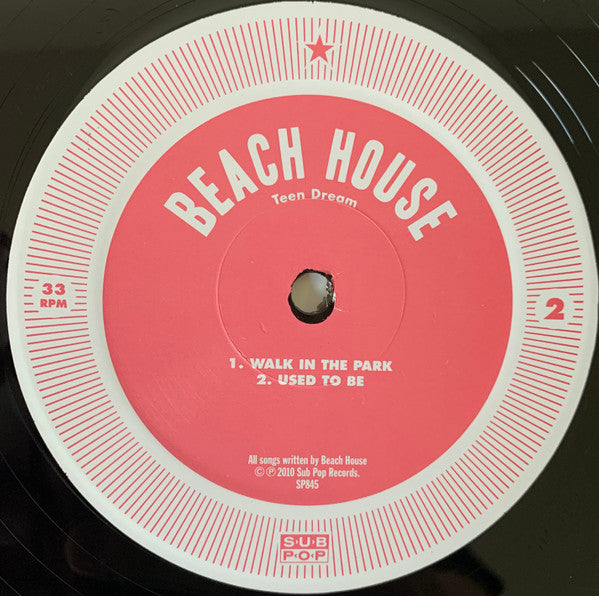 BEACH HOUSE
Teen Dream
33
RPM
2
1. WALK IN THE PARK
2. USED TO BE
All songs written by Beach House
© ℗ 2010 Sub Pop Records.
SP845
SUB
POP